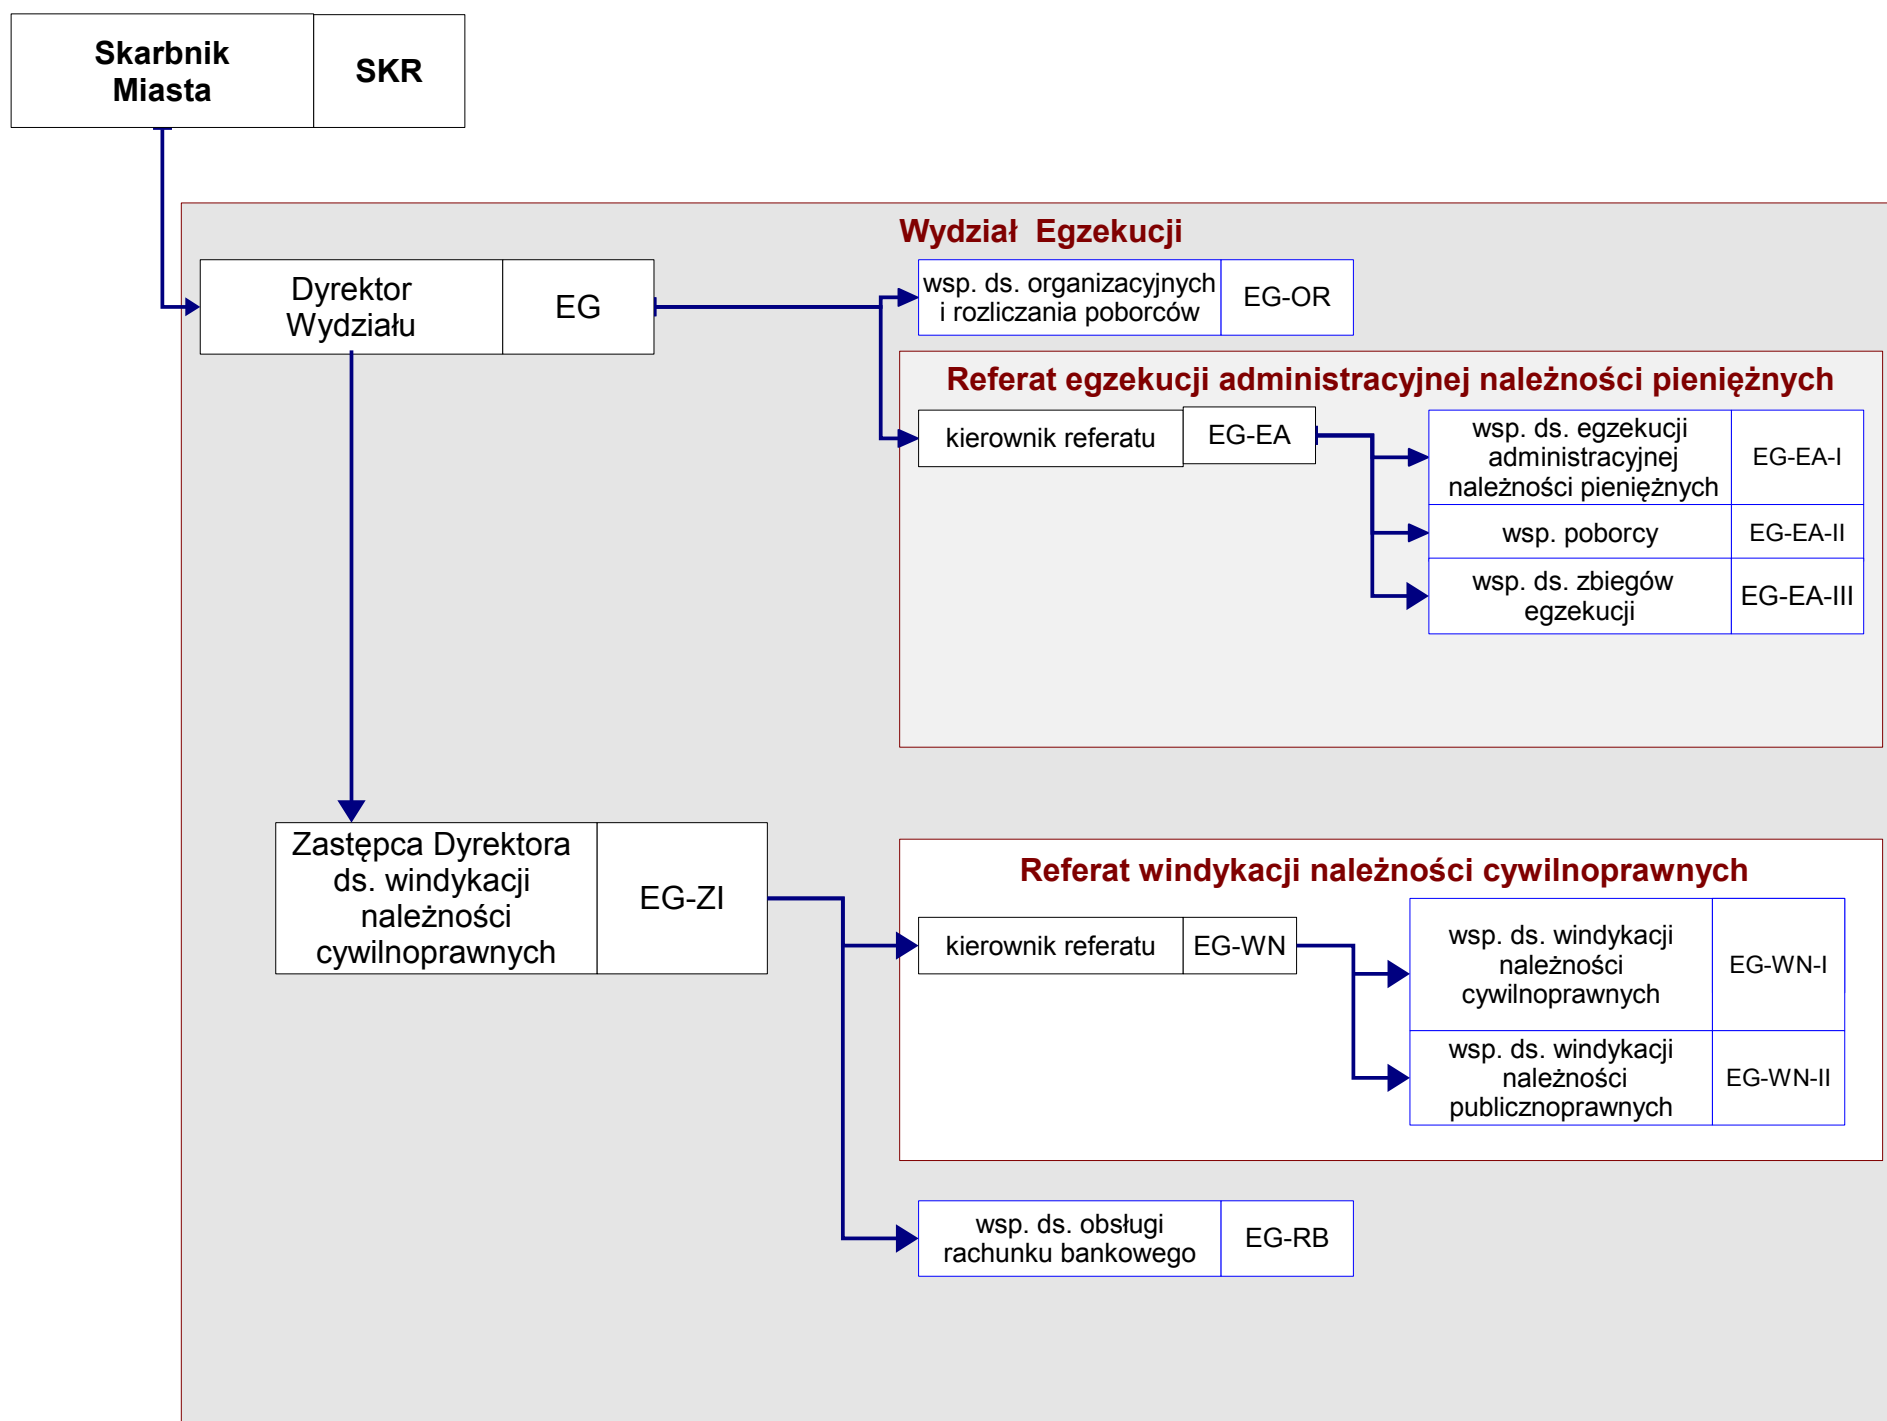 Skarbnik
Miasta
SKR
Wydział Egzekucji
Dyrektor
Wydziału
EG
wsp. ds. organizacyjnych
i rozliczania poborców
EG-OR
Referat egzekucji administracyjnej należności pieniężnych
kierownik referatu
EG-EA
wsp. ds. egzekucji
administracyjnej
należności pieniężnych
EG-EA-I
wsp. poborcy
EG-EA-II
wsp. ds. zbiegów
egzekucji
EG-EA-III
Zastępca Dyrektora
ds. windykacji
należności
cywilnoprawnych
EG-ZI
Referat windykacji należności cywilnoprawnych
kierownik referatu
EG-WN
wsp. ds. windykacji
należności
cywilnoprawnych
EG-WN-I
wsp. ds. windykacji
należności
publicznoprawnych
EG-WN-II
wsp. ds. obsługi
rachunku bankowego
EG-RB